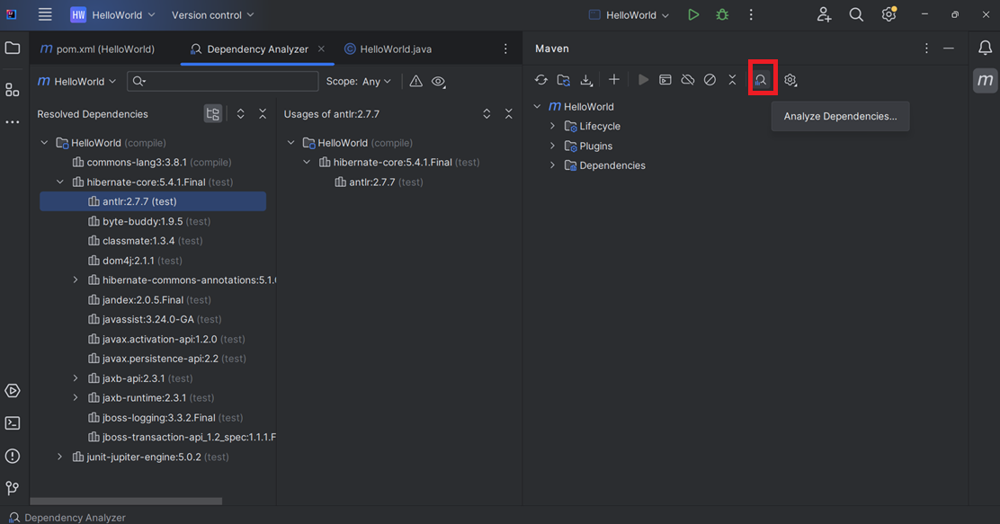 HW HelloWorld Version control HelloWorld
m pom.xml (HelloWorld) Dependency Analyzer HelloWorld.java
Maven
m HelloWorld Scope: Any
Resolved Dependencies
HelloWorld (compile)
commons-lang3:3.8.1 (compile)
hibernate-core:5.4.1.Final (test)
antlr:2.7.7 (test)
byte-buddy:1.9.5 (test)
classmate:1.3.4 (test)
dom4j:2.1.1 (test)
hibernate-commons-annotations:5.1.0
jandex:2.0.5.Final (test)
javassist:3.24.0-GA (test)
javax.activation-api:1.2.0 (test)
javax.persistence-api:2.2 (test)
jaxb-api:2.3.1 (test)
jaxb-runtime:2.3.1 (test)
jboss-logging:3.3.2.Final (test)
jboss-transaction-api_1.2_spec:1.1.1.F
junit-jupiter-engine:5.0.2 (test)
Usages of antlr:2.7.7
HelloWorld (compile)
hibernate-core:5.4.1.Final (test)
antlr:2.7.7 (test)
m HelloWorld
Lifecycle
Plugins
Dependencies
Analyze Dependencies...
m
Dependency Analyzer